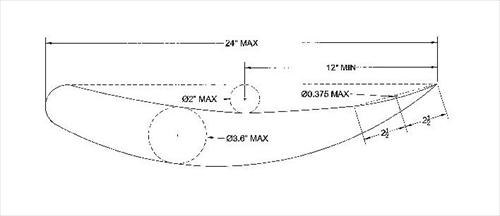 24" MAX
12" MIN
Ø2" MAX
Ø0.375 MAX
Ø3.6" MAX
2½
2½